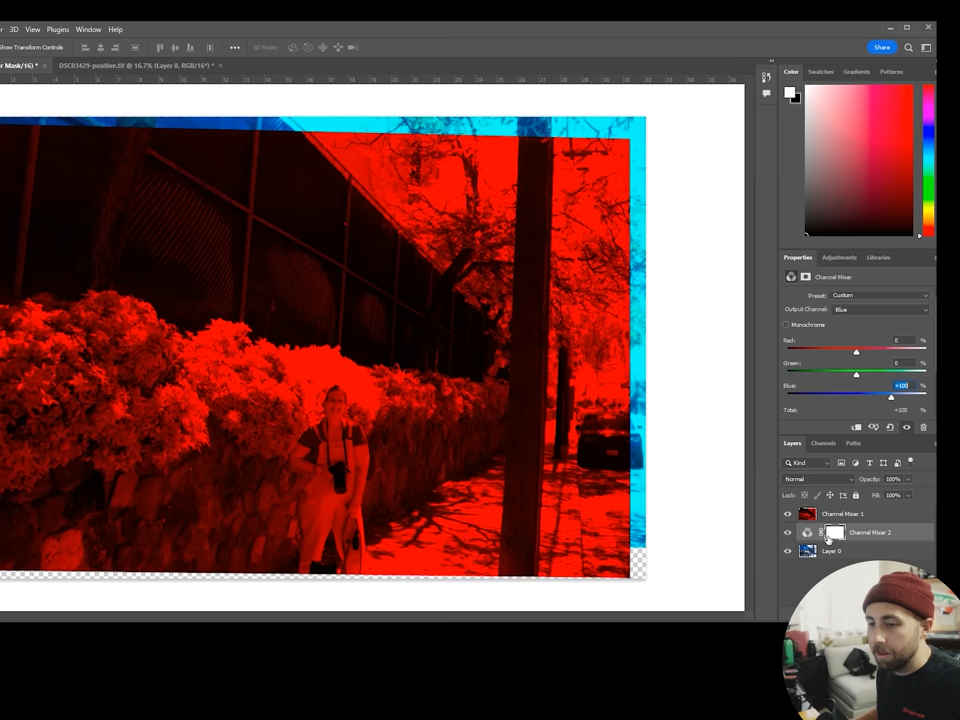 r 3D View Plugins Window Help
Show Transform Controls
3D Mode:
Share
r Mask/16) * ×
DSC03429-positive.tif @ 16.7% (Layer 0, RGB/16*) * ×
Color Swatches Gradients Patterns
Properties Adjustments Libraries
Channel Mixer
Preset: Custom
Output Channel: Blue
Monochrome
Red: 0 %
Green: 0 %
Blue: +100 %
Total: +100 %
Layers Channels Paths
Kind
Normal Opacity: 100%
Lock: Fill: 100%
Channel Mixer 1
Channel Mixer 2
Layer 0